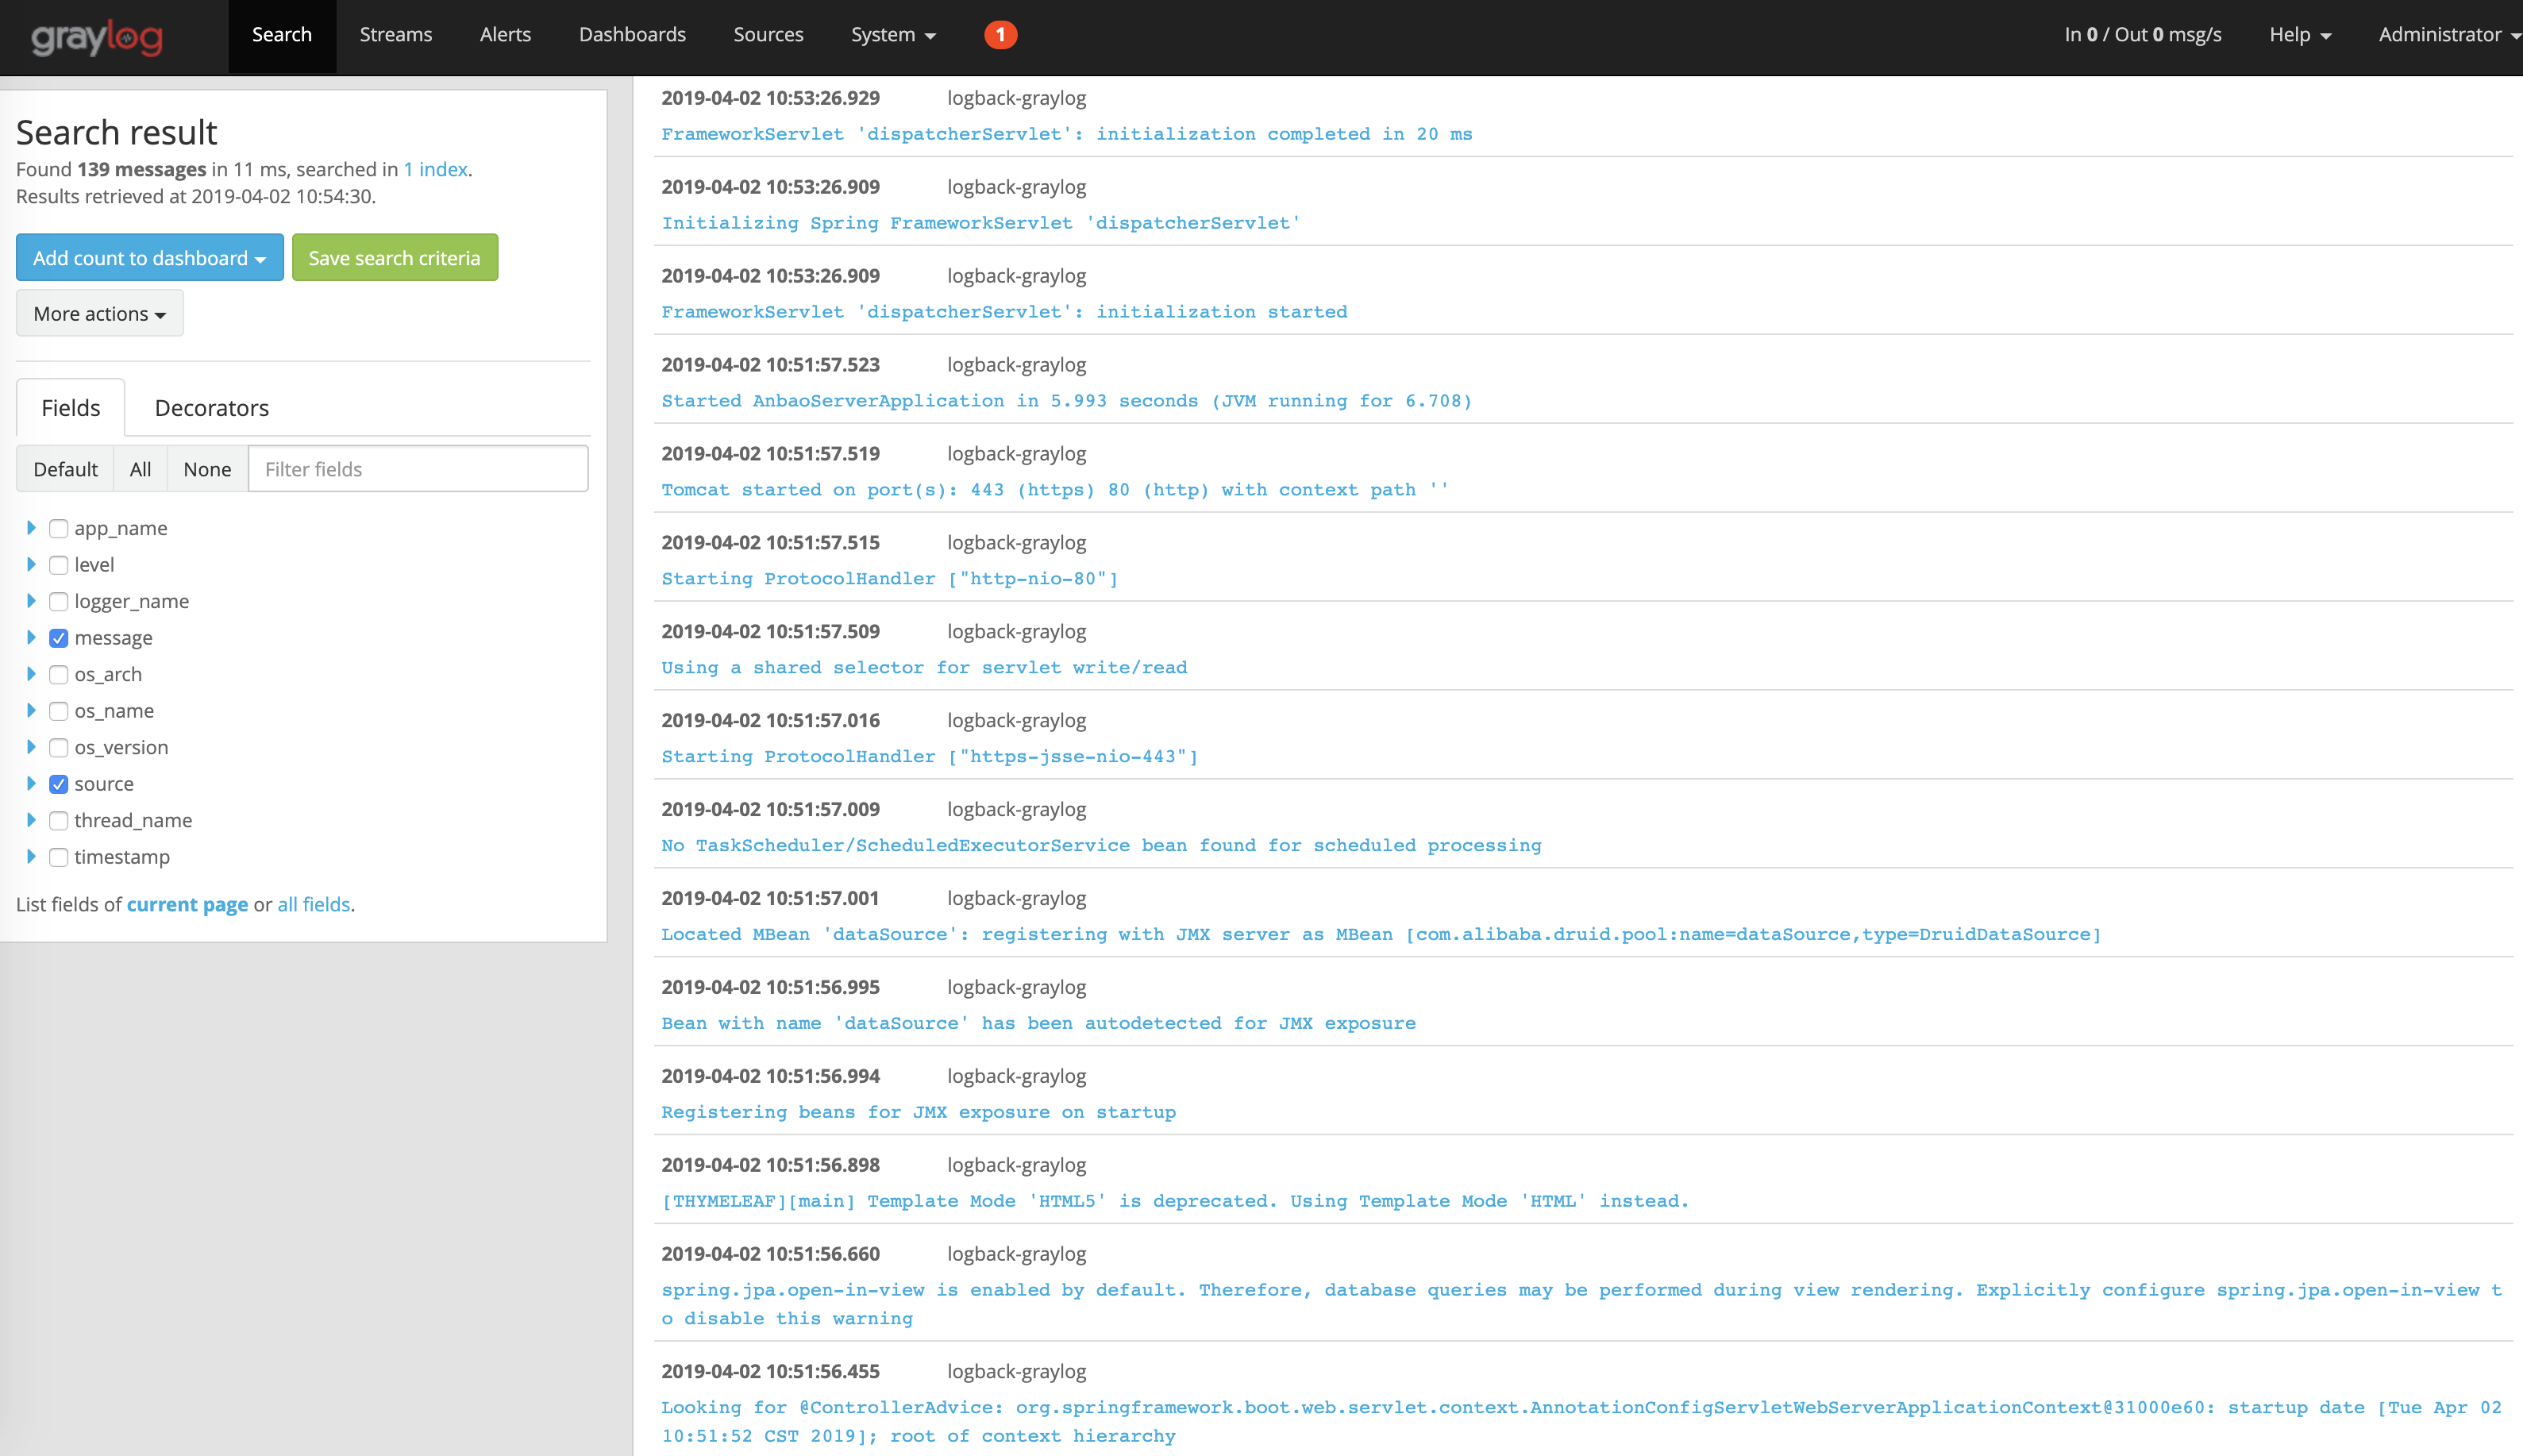 graylog
Search Streams Alerts Dashboards Sources System 1 In 0 / Out 0 msg/s Help Administrator
Search result
Found 139 messages in 11 ms, searched in 1 index.
Results retrieved at 2019-04-02 10:54:30.
Add count to dashboard Save search criteria
More actions
Fields Decorators
Default All None Filter fields
app_name
level
logger_name
message
os_arch
os_name
os_version
source
thread_name
timestamp
List fields of current page or all fields.
2019-04-02 10:53:26.929 logback-graylog
FrameworkServlet 'dispatcherServlet': initialization completed in 20 ms
2019-04-02 10:53:26.909 logback-graylog
Initializing Spring FrameworkServlet 'dispatcherServlet'
2019-04-02 10:53:26.909 logback-graylog
FrameworkServlet 'dispatcherServlet': initialization started
2019-04-02 10:51:57.523 logback-graylog
Started AnbaoServerApplication in 5.993 seconds (JVM running for 6.708)
2019-04-02 10:51:57.519 logback-graylog
Tomcat started on port(s): 443 (https) 80 (http) with context path ''
2019-04-02 10:51:57.515 logback-graylog
Starting ProtocolHandler ["http-nio-80"]
2019-04-02 10:51:57.509 logback-graylog
Using a shared selector for servlet write/read
2019-04-02 10:51:57.016 logback-graylog
Starting ProtocolHandler ["https-jsse-nio-443"]
2019-04-02 10:51:57.009 logback-graylog
No TaskScheduler/ScheduledExecutorService bean found for scheduled processing
2019-04-02 10:51:57.001 logback-graylog
Located MBean 'dataSource': registering with JMX server as MBean [com.alibaba.druid.pool:name=dataSource,type=DruidDataSource]
2019-04-02 10:51:56.995 logback-graylog
Bean with name 'dataSource' has been autodetected for JMX exposure
2019-04-02 10:51:56.994 logback-graylog
Registering beans for JMX exposure on startup
2019-04-02 10:51:56.898 logback-graylog
[THYMELEAF][main] Template Mode 'HTML5' is deprecated. Using Template Mode 'HTML' instead.
2019-04-02 10:51:56.660 logback-graylog
spring.jpa.open-in-view is enabled by default. Therefore, database queries may be performed during view rendering. Explicitly configure spring.jpa.open-in-view t
o disable this warning
2019-04-02 10:51:56.455 logback-graylog
Looking for @ControllerAdvice: org.springframework.boot.web.servlet.context.AnnotationConfigServletWebServerApplicationContext@31000e60: startup date [Tue Apr 02
10:51:52 CST 2019]; root of context hierarchy